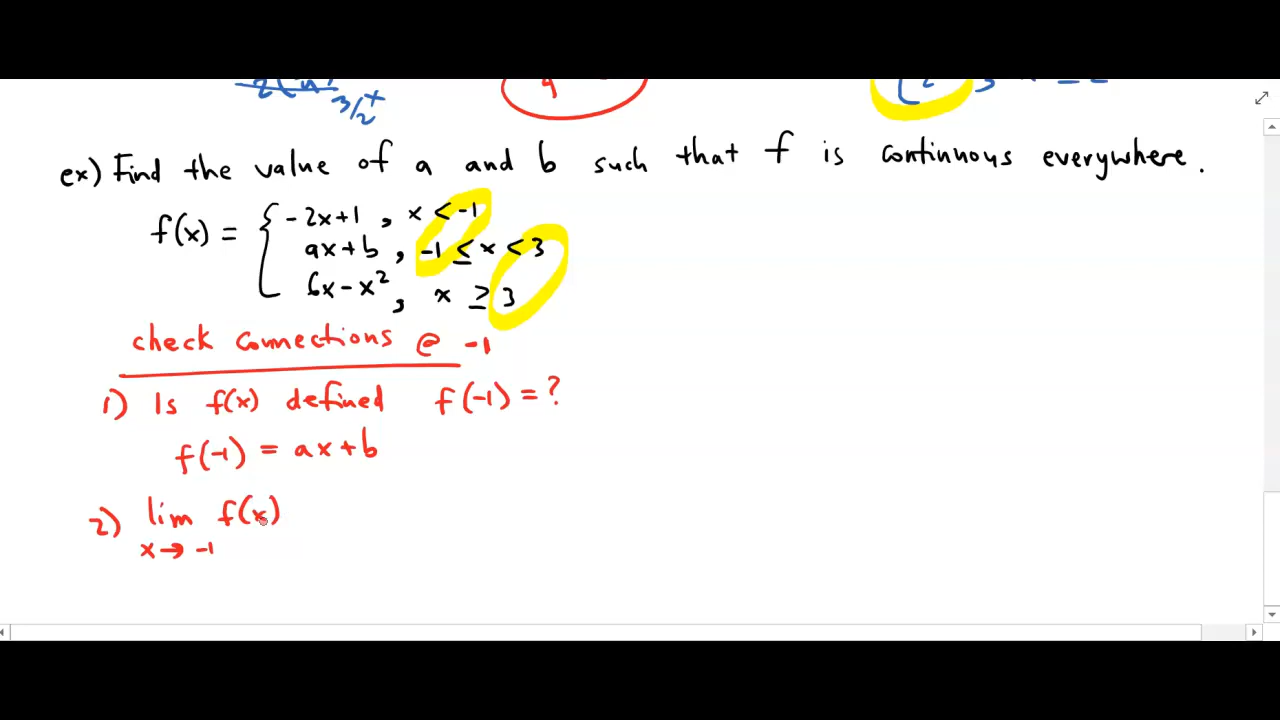 ex) Find the value of a and b such that f is continuous everywhere.
f(x) = { -2x+1 , x < -1
ax+b , -1 ≤ x < 3
6x-x² , x ≥ 3
check connections @ -1
1) Is f(x) defined f(-1) = ?
f(-1) = ax+b
2) lim f(x)
x → -1